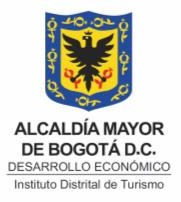 ALCALDÍA MAYOR
DE BOGOTÁ D.C.
DESARROLLO ECONÓMICO
Instituto Distrital de Turismo